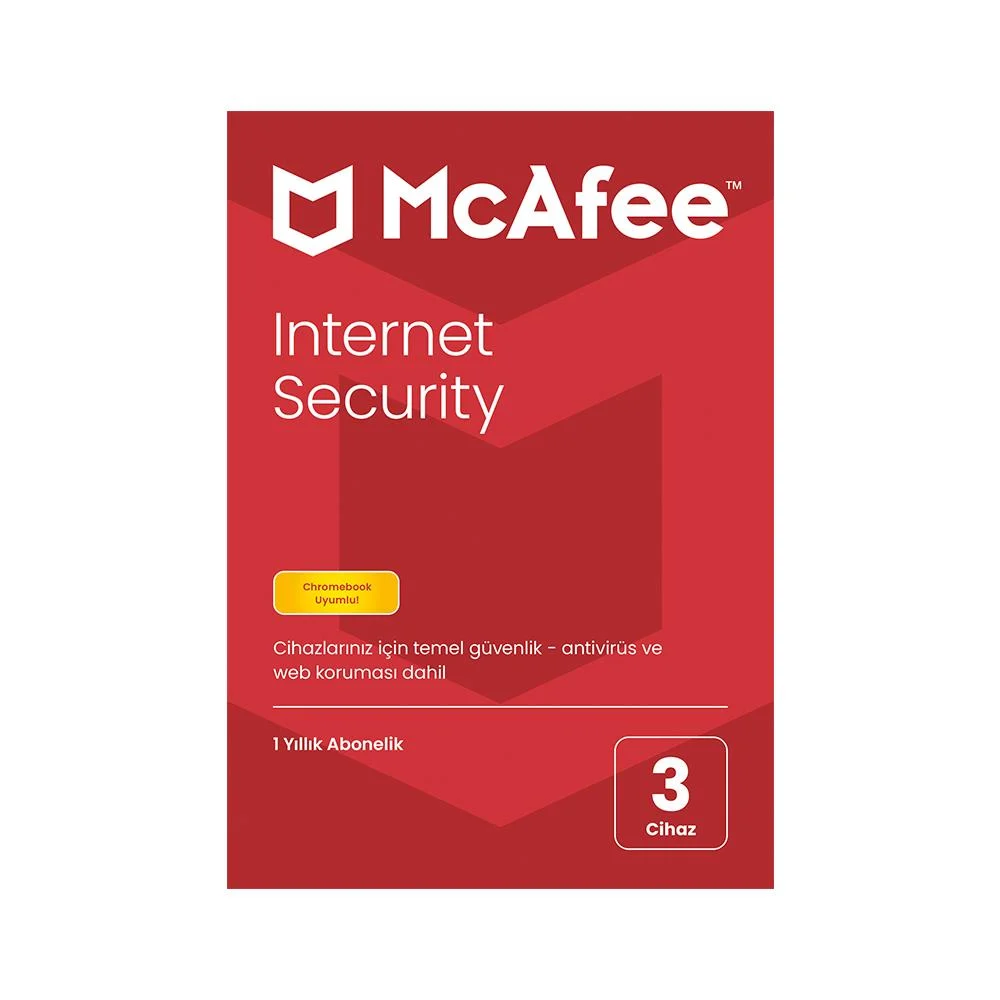 McAfee™
Internet
Security
Chromebook
Uyumlu!
Cihazlarınız için temel güvenlik - antivirüs ve
web koruması dahil
1 Yıllık Abonelik
3
Cihaz